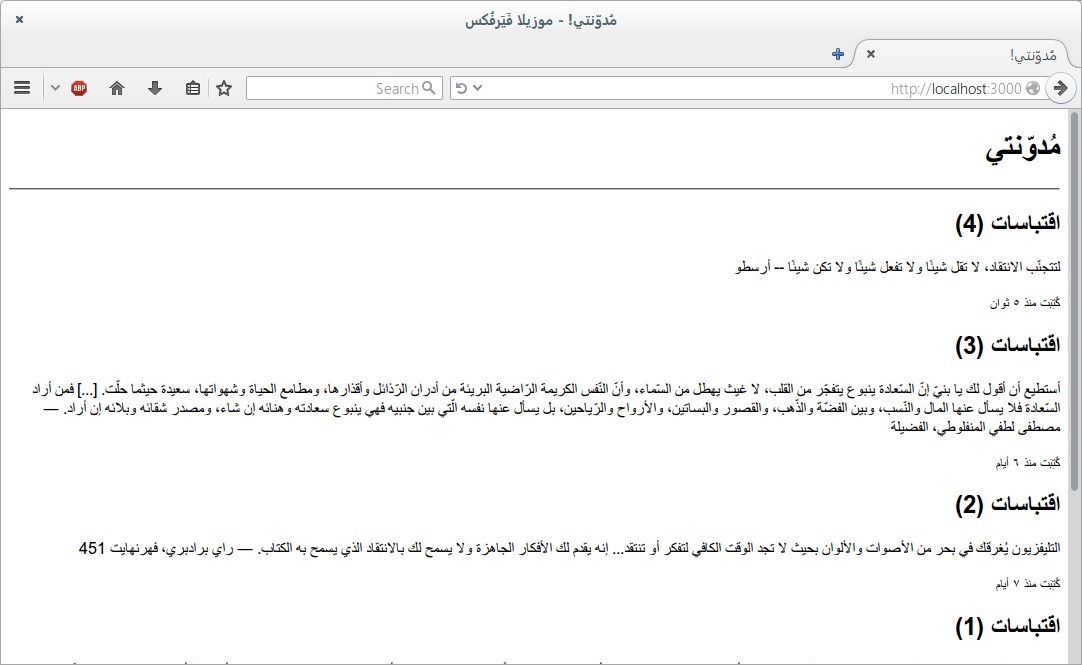 مُدوّنتي! - موزيلا فَيَرفُكس
مُدوّنتي!
http://localhost:3000
Search
ABP
مُدوّنتي
اقتباسات (4)
لتتجنّب الانتقاد، لا تقل شيئًا ولا تفعل شيئًا ولا تكن شيئًا -- أرسطو
كُتِبَت منذ ٥ ثوان
اقتباسات (3)
أستطيع أن أقول لك يا بنيّ إنّ السّعادة ينبوع يتفجّر من القلب، لا غيث يهطل من السّماء، وأنّ النّفس الكريمة الرّاضية البريئة من أدران الرّذائل وأقذارها، ومطامع الحياة وشهواتها، سعيدة حيثما حلّت. [...] فمن أراد
السّعادة فلا يسأل عنها المال والنّسب، وبين الفضّة والذّهب، والقصور والبساتين، والأرواح والرّياحين، بل يسأل عنها نفسه الّتي بين جنبيه فهي ينبوع سعادته وهنائه إن شاء، ومصدر شقائه وبلائه إن أراد. —
مصطفى لطفي المنفلوطي، الفضيلة
كُتِبَت منذ ٦ أيام
اقتباسات (2)
التليفزيون يُغرقك في بحر من الأصوات والألوان بحيث لا تجد الوقت الكافي لتفكر أو تنتقد... إنه يقدم لك الأفكار الجاهزة ولا يسمح لك بالانتقاد الذي يسمح به الكتاب. — راي برادبري، فهرنهايت 451
كُتِبَت منذ ٧ أيام
اقتباسات (1)